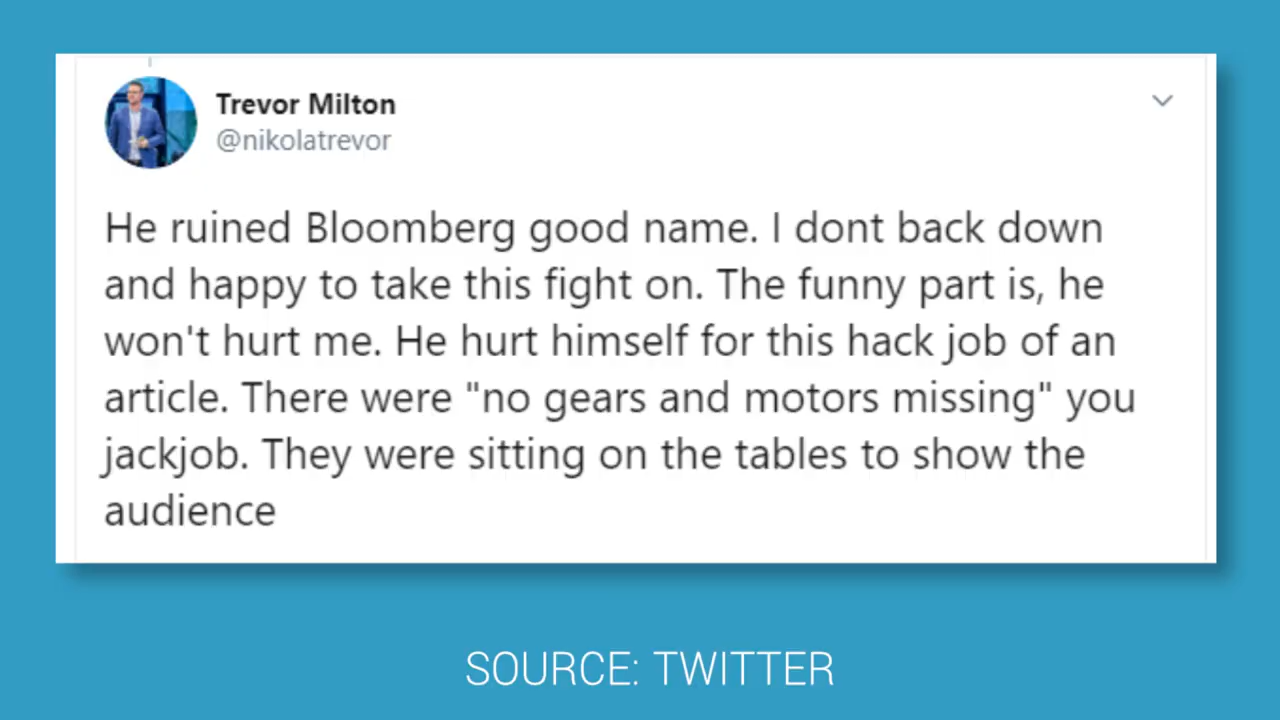 Trevor Milton
@nikolatrevor
He ruined Bloomberg good name. I dont back down
and happy to take this fight on. The funny part is, he
won't hurt me. He hurt himself for this hack job of an
article. There were "no gears and motors missing" you
jackjob. They were sitting on the tables to show the
audience
SOURCE: TWITTER